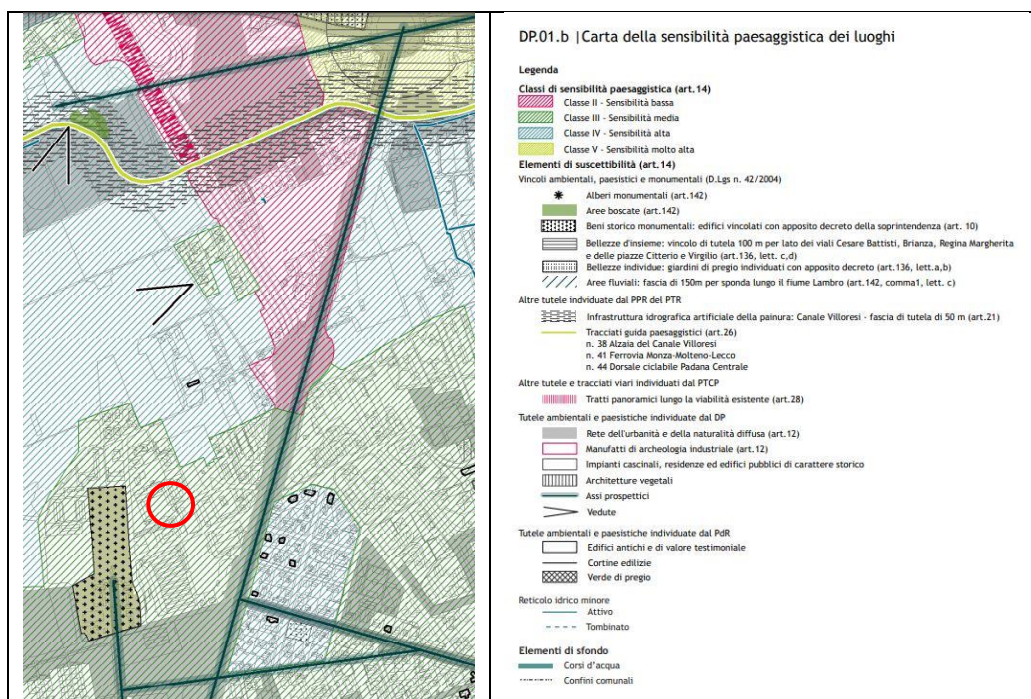 DP.01.b |Carta della sensibilità paesaggistica dei luoghi
Legenda
Classi di sensibilità paesaggistica (art.14)
Classe II - Sensibilità bassa
Classe III - Sensibilità media
Classe IV - Sensibilità alta
Classe V - Sensibilità molto alta
Elementi di suscettibilità (art.14)
Vincoli ambientali, paesistici e monumentali (D.Lgs n. 42/2004)
Alberi monumentali (art.142)
Aree boscate (art.142)
Beni storico monumentali: edifici vincolati con apposito decreto della soprintendenza (art. 10)
Bellezze d'insieme: vincolo di tutela 100 m per lato dei viali Cesare Battisti, Brianza, Regina Margherita
e delle piazze Citterio e Virgilio (art.136, lett. c,d)
Bellezze individue: giardini di pregio individuati con apposito decreto (art.136, lett.a,b)
Aree fluviali: fascia di 150m per sponda lungo il fiume Lambro (art.142, comma1, lett. c)
Altre tutele indviduate dal PPR del PTR
Infrastruttura idrografica artificiale della painura: Canale Villoresi - fascia di tutela di 50 m (art.21)
Tracciati guida paesaggistici (art.26)
n. 38 Alzaia del Canale Villoresi
n. 41 Ferrovia Monza-Molteno-Lecco
n. 44 Dorsale ciclabile Padana Centrale
Altre tutele e tracciati viari individuati dal PTCP
Tratti panoramici lungo la viabilità esistente (art.28)
Tutele ambientali e paesistiche individuate dal DP
Rete dell'urbanità e della naturalità diffusa (art.12)
Manufatti di archeologia industriale (art.12)
Impianti cascinali, residenze ed edifici pubblici di carattere storico
Architetture vegetali
Assi prospettici
Vedute
Tutele ambientali e paesistiche individuate dal PdR
Edifici antichi e di valore testimoniale
Cortine edilizie
Verde di pregio
Reticolo idrico minore
Attivo
Tombinato
Elementi di sfondo
Corsi d'acqua
Confini comunali